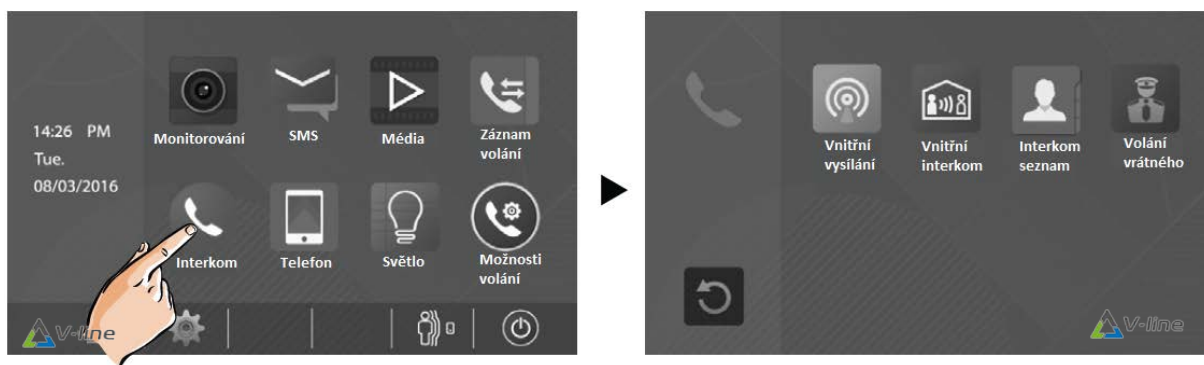 14:26 PM
Tue.
08/03/2016
Monitorování
SMS
Média
Záznam
volání
Interkom
Telefon
Světlo
Možnosti
volání
V-line
Vnitřní
vysílání
Vnitřní
interkom
Interkom
seznam
Volání
vrátného
V-line